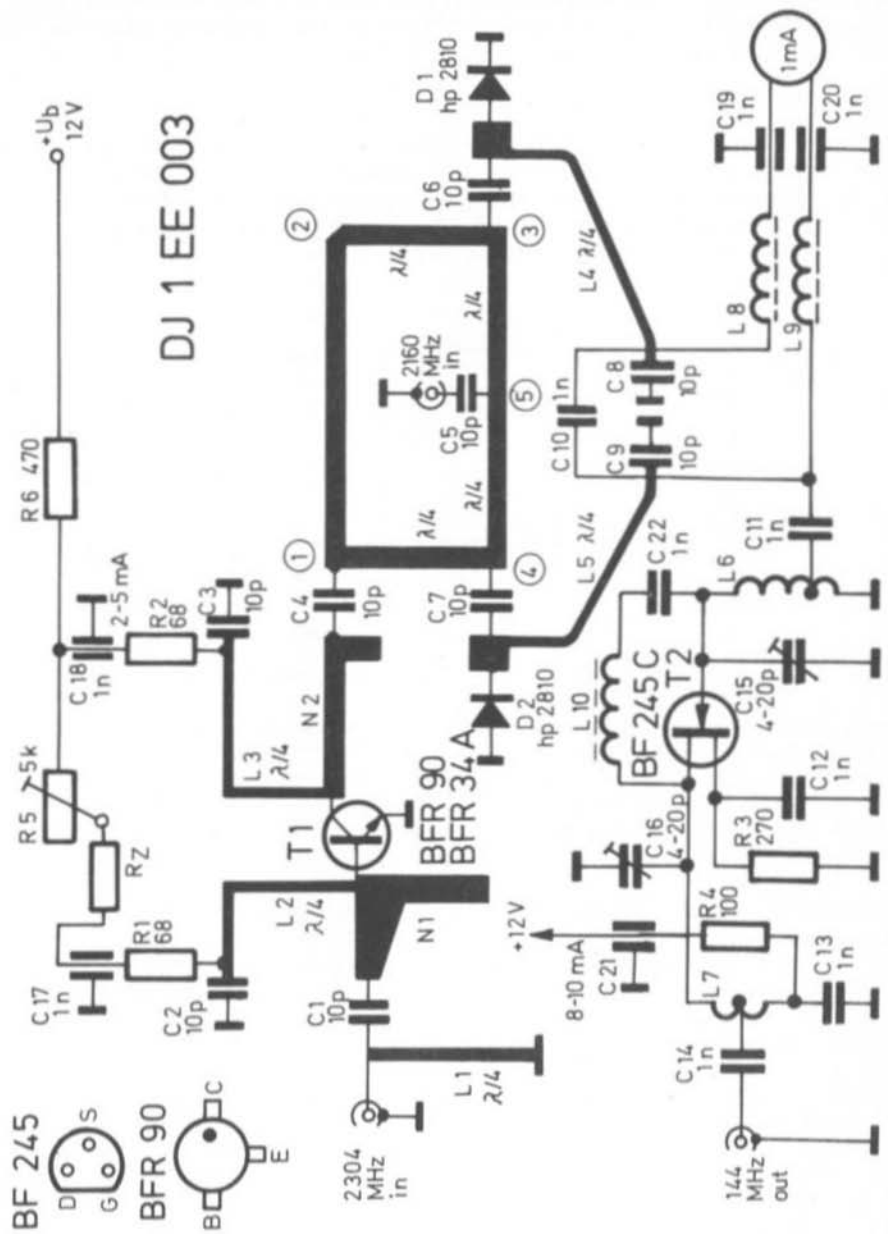 BF 245
D
S
G
BFR 90
B
C
E
+Ub
12V
R6 470
R5
5k
RZ
C17
1n
R1
68
C2
10p
C18
1n
2-5 mA
R2
68
C3
10p
DJ 1 EE 003
L2
λ/4
L3
λ/4
T1
BFR 90
BFR 34 A
N1
N2
C1
10p
2304
MHz
in
L1
λ/4
C4
10p
1
2
3
4
5
λ/4
λ/4
λ/4
λ/4
2160
MHz
in
C5
10p
C6
10p
D1
hp 2810
C7
10p
D2
hp 2810
L4 λ/4
L5 λ/4
C8
10p
C9
10p
C10
1n
L8
L9
C19
1n
C20
1n
1mA
C11
1n
L6
C22
1n
L10
BF 245 C
T2
C15
4-20p
C16
4-20p
C12
1n
R3
270
+12V
8-10 mA
C21
R4
100
L7
C13
1n
C14
1n
144
MHz
out